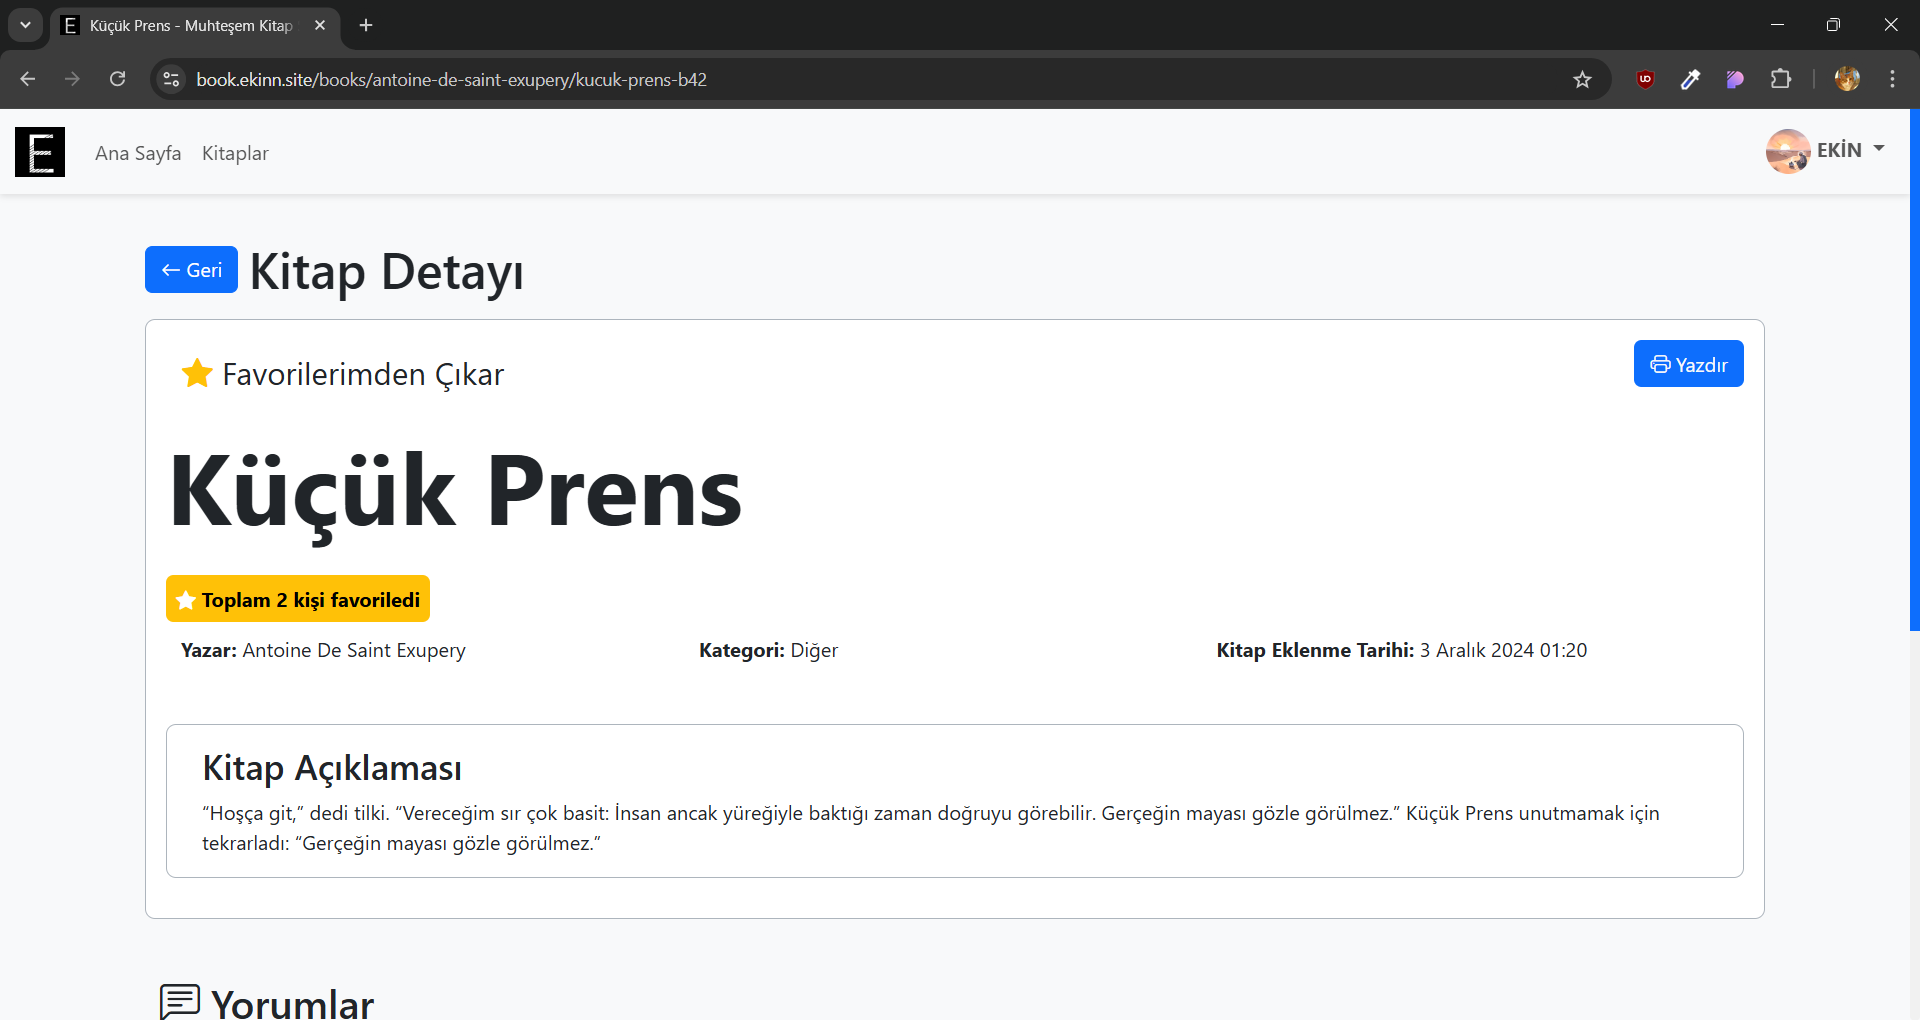 Küçük Prens - Muhteşem Kitap
book.ekinn.site/books/antoine-de-saint-exupery/kucuk-prens-b42
E
Ana Sayfa
Kitaplar
EKİN
← Geri
Kitap Detayı
Favorilerimden Çıkar
Yazdır
Küçük Prens
Toplam 2 kişi favoriledi
Yazar: Antoine De Saint Exupery
Kategori: Diğer
Kitap Eklenme Tarihi: 3 Aralık 2024 01:20
Kitap Açıklaması
“Hoşça git,” dedi tilki. “Vereceğim sır çok basit: İnsan ancak yüreğiyle baktığı zaman doğruyu görebilir. Gerçeğin mayası gözle görülmez.” Küçük Prens unutmamak için
tekrarladı: “Gerçeğin mayası gözle görülmez.”
Yorumlar